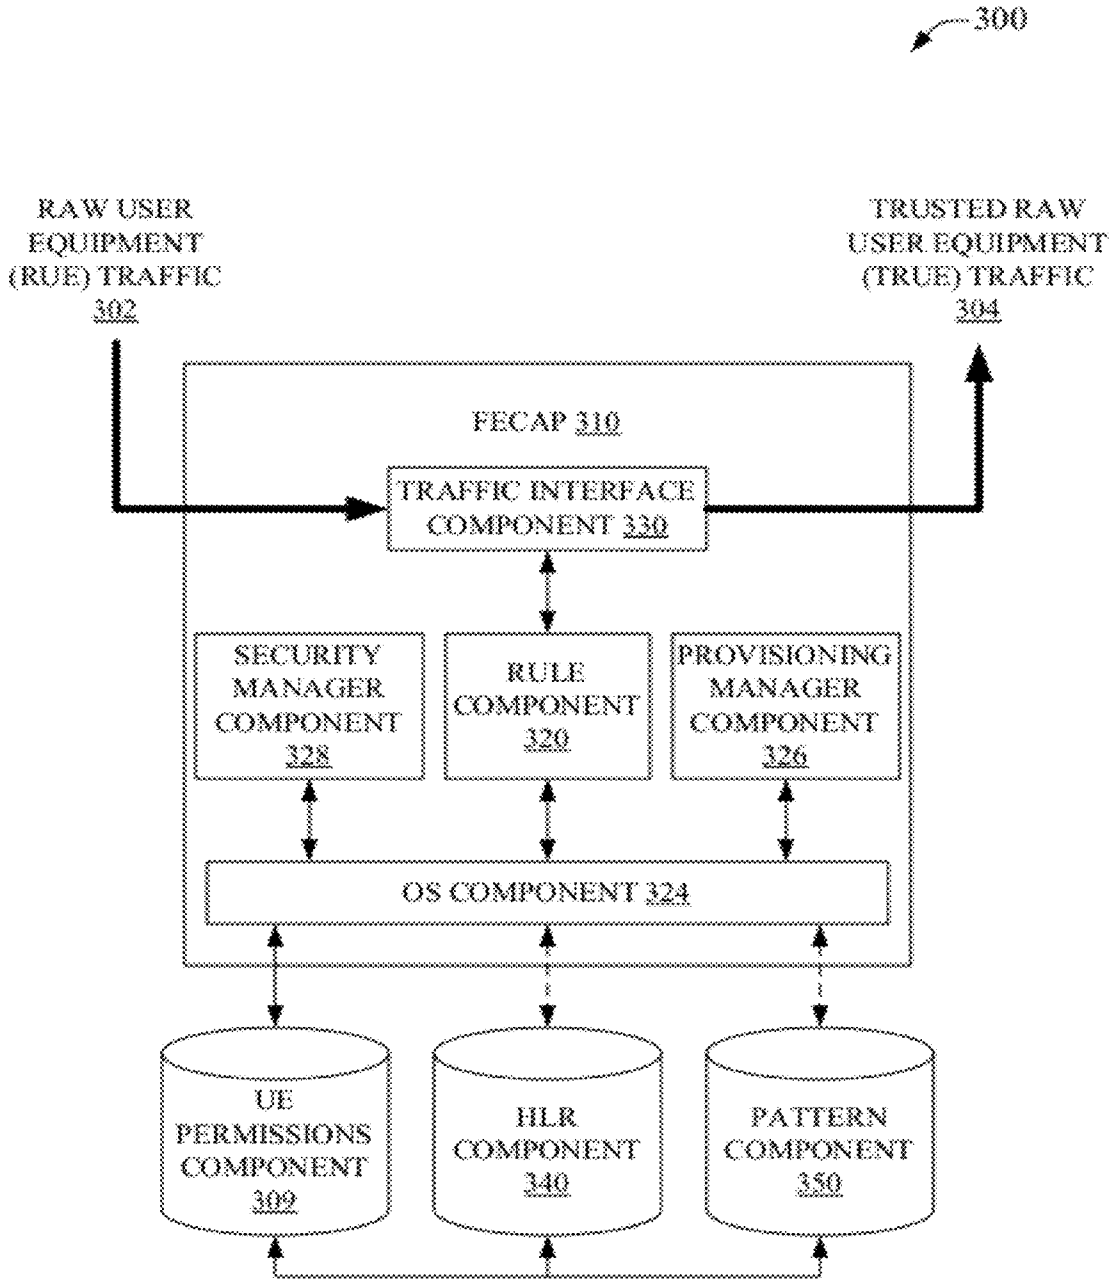 300
RAW USER
EQUIPMENT
(RUE) TRAFFIC
302
TRUSTED RAW
USER EQUIPMENT
(TRUE) TRAFFIC
304
FECAP 310
TRAFFIC INTERFACE
COMPONENT 330
SECURITY
MANAGER
COMPONENT
328
RULE
COMPONENT
320
PROVISIONING
MANAGER
COMPONENT
326
OS COMPONENT 324
UE
PERMISSIONS
COMPONENT
309
HLR
COMPONENT
340
PATTERN
COMPONENT
350